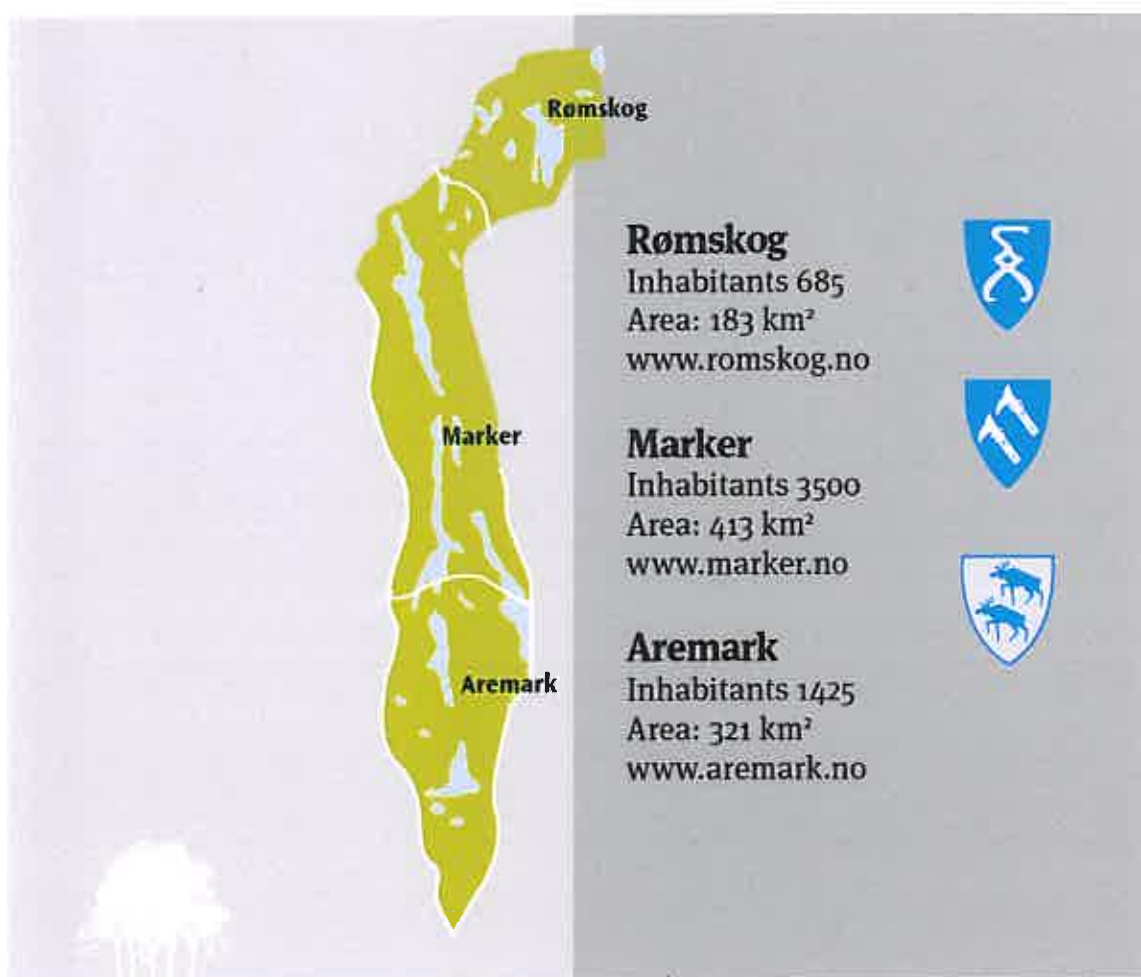 Rømskog
Marker
Aremark
Rømskog
Inhabitants 685
Area: 183 km²
www.romskog.no
Marker
Inhabitants 3500
Area: 413 km²
www.marker.no
Aremark
Inhabitants 1425
Area: 321 km²
www.aremark.no